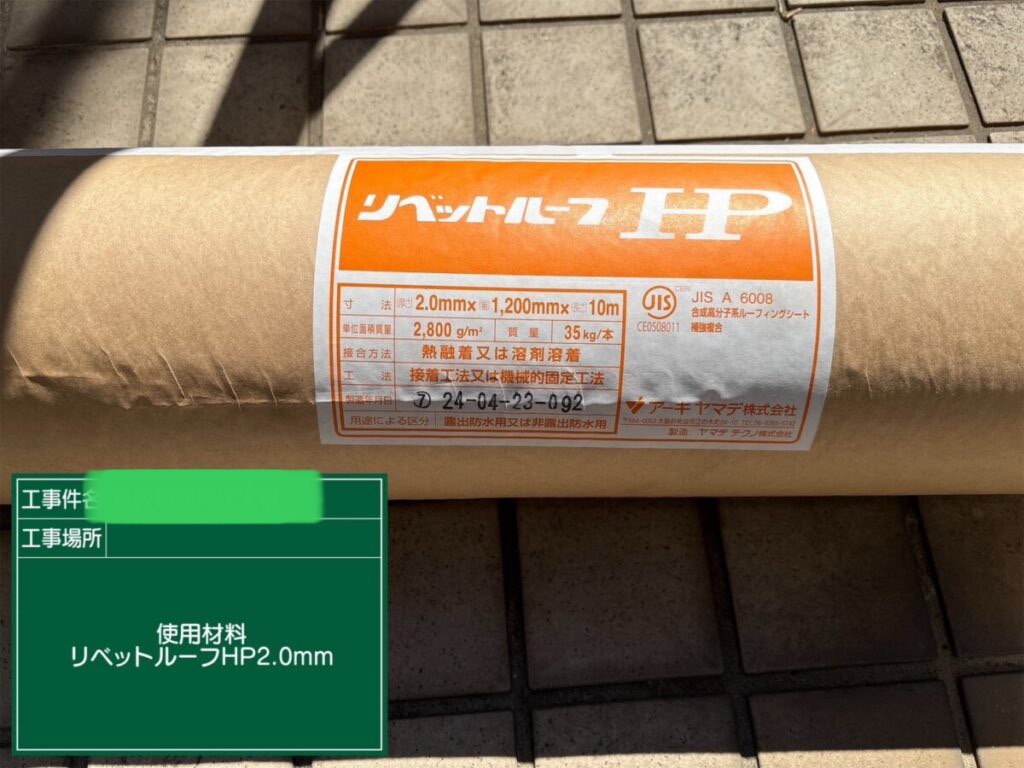 リベットルーフ HP
寸法 (厚さ) 2.0mm× (幅) 1,200mm× (長さ) 10m
単位面積質量 2,800 g/m² 質量 35kg/本
接合方法 熱融着又は溶剤溶着
工法 接着工法又は機械的固定工法
製造年月日 ⑦ 24-04-23-092
用途による区分 露出防水用又は非露出防水用
CERI
JIS JIS A 6008
合成高分子系ルーフィングシート
CE0508011 補強複合
アーキ ヤマデ株式会社
製造 ヤマデ テクノ株式会社
工事件名
工事場所
使用材料
リベットルーフHP2.0mm